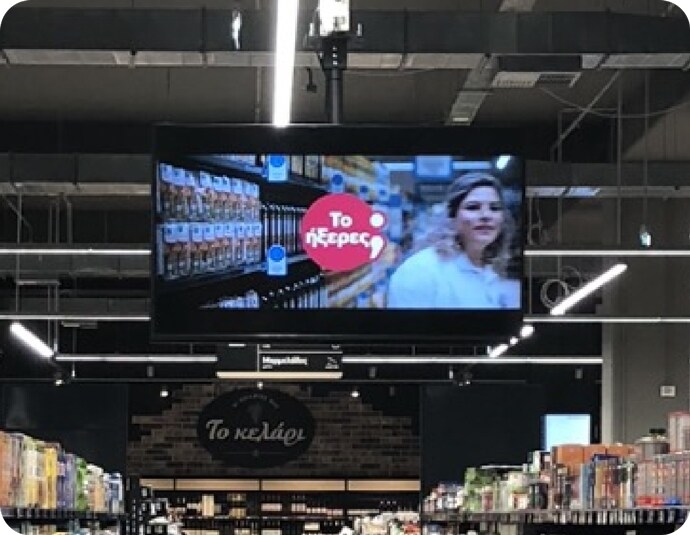 Το
ήξερες;
Μαρμελάδες
Το κελάρι